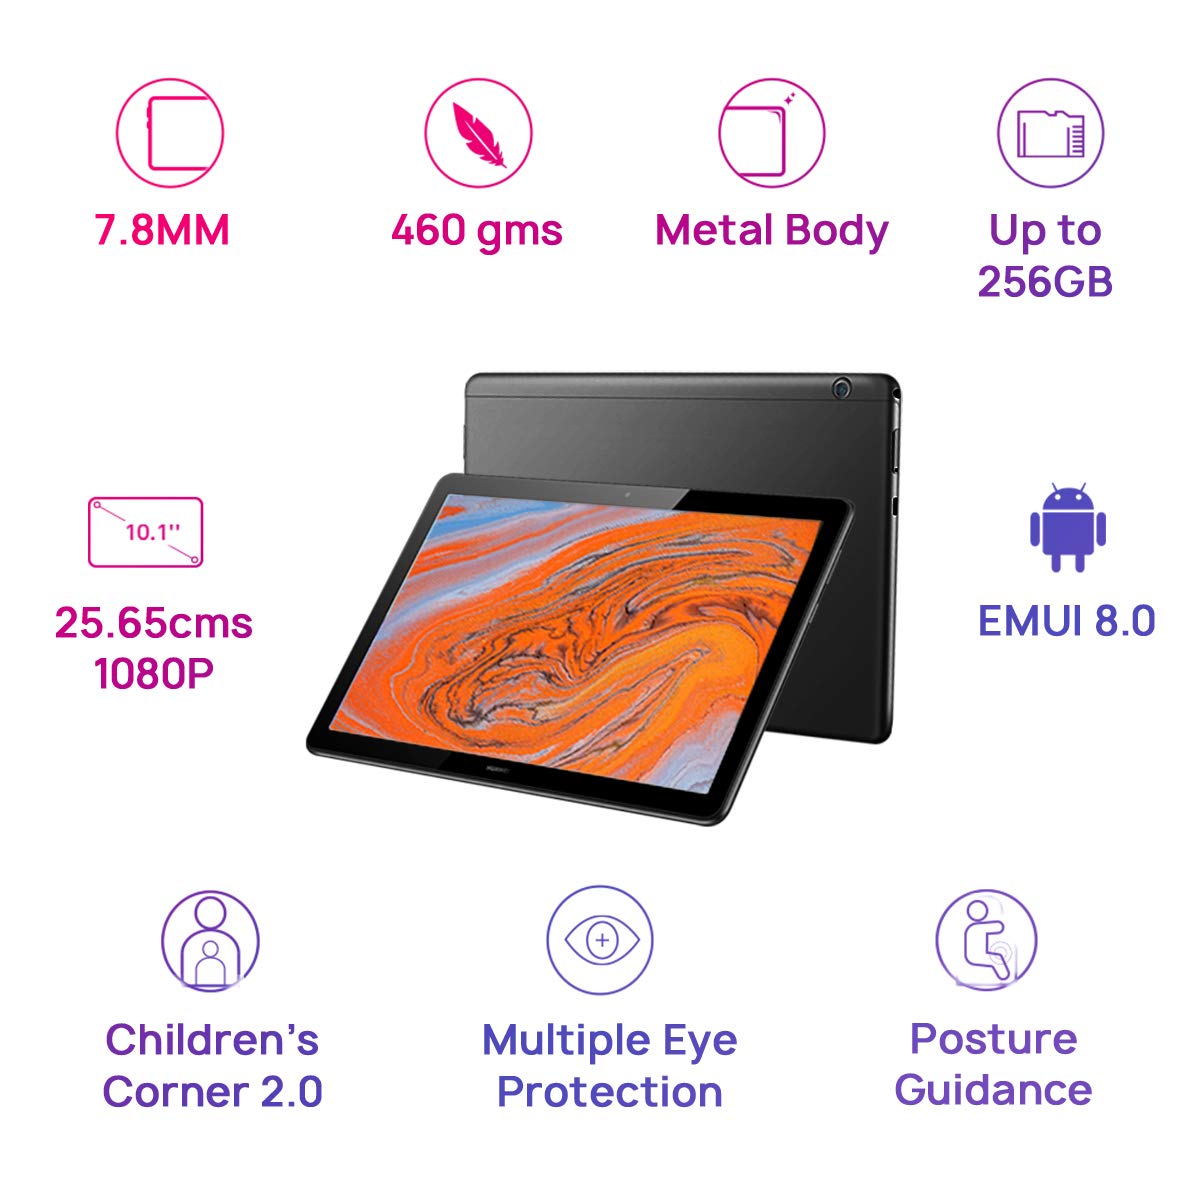 7.8MM
460 gms
Metal Body
Up to
256GB
10.1''
25.65cms
1080P
EMUI 8.0
HUAWEI
Children's
Corner 2.0
Multiple Eye
Protection
Posture
Guidance